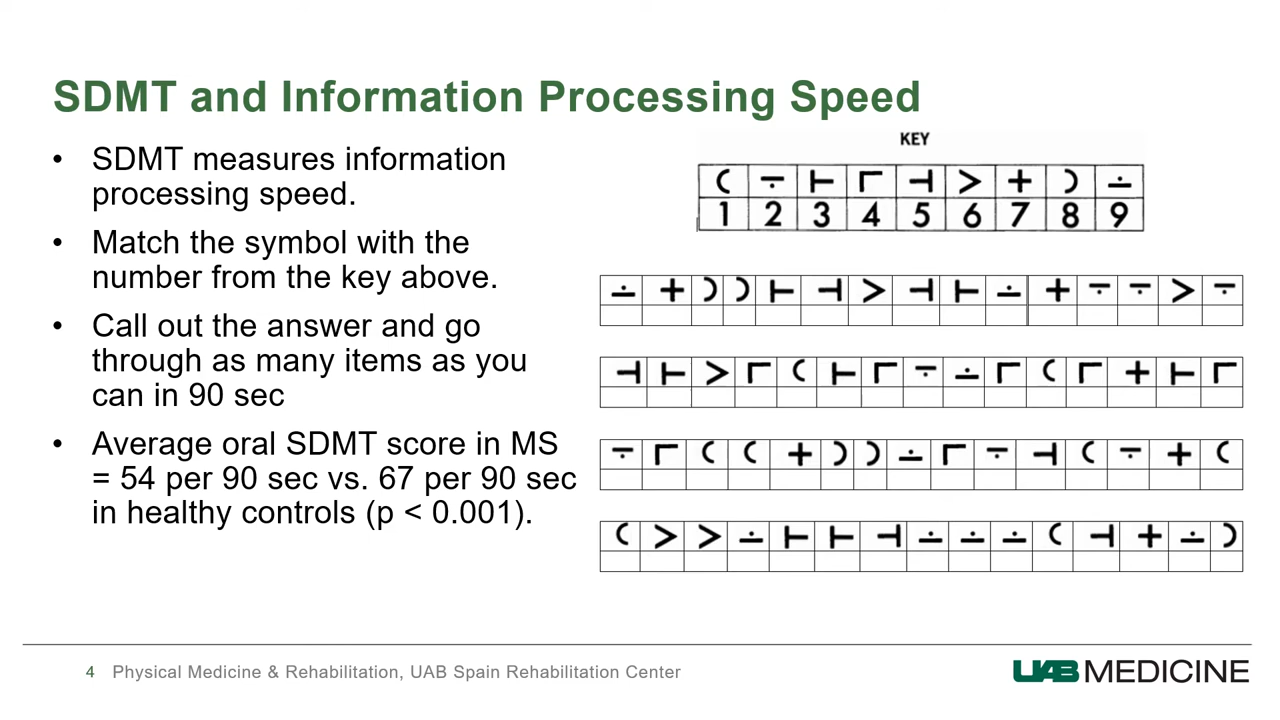 SDMT and Information Processing Speed
• SDMT measures information
processing speed.
• Match the symbol with the
number from the key above.
• Call out the answer and go
through as many items as you
can in 90 sec
• Average oral SDMT score in MS
= 54 per 90 sec vs. 67 per 90 sec
in healthy controls (p < 0.001).
KEY
( ⨪ ⊢ Γ ⊣ > + ) ∸
1 2 3 4 5 6 7 8 9
∸ + ) ) ⊢ ⊣ > ⊣ ⊢ ∸ + ⨪ ⨪ > ⨪
⊣ ⊢ > Γ ( ⊢ Γ ⨪ ∸ Γ ( Γ + ⊢ Γ
⨪ Γ ( ( + ) ) ∸ Γ ⨪ ⊣ ( ⨪ + (
( > > ∸ ⊢ ⊢ ⊣ ∸ ∸ ∸ ( ⊣ + ∸ )
4 Physical Medicine & Rehabilitation, UAB Spain Rehabilitation Center
UAB MEDICINE